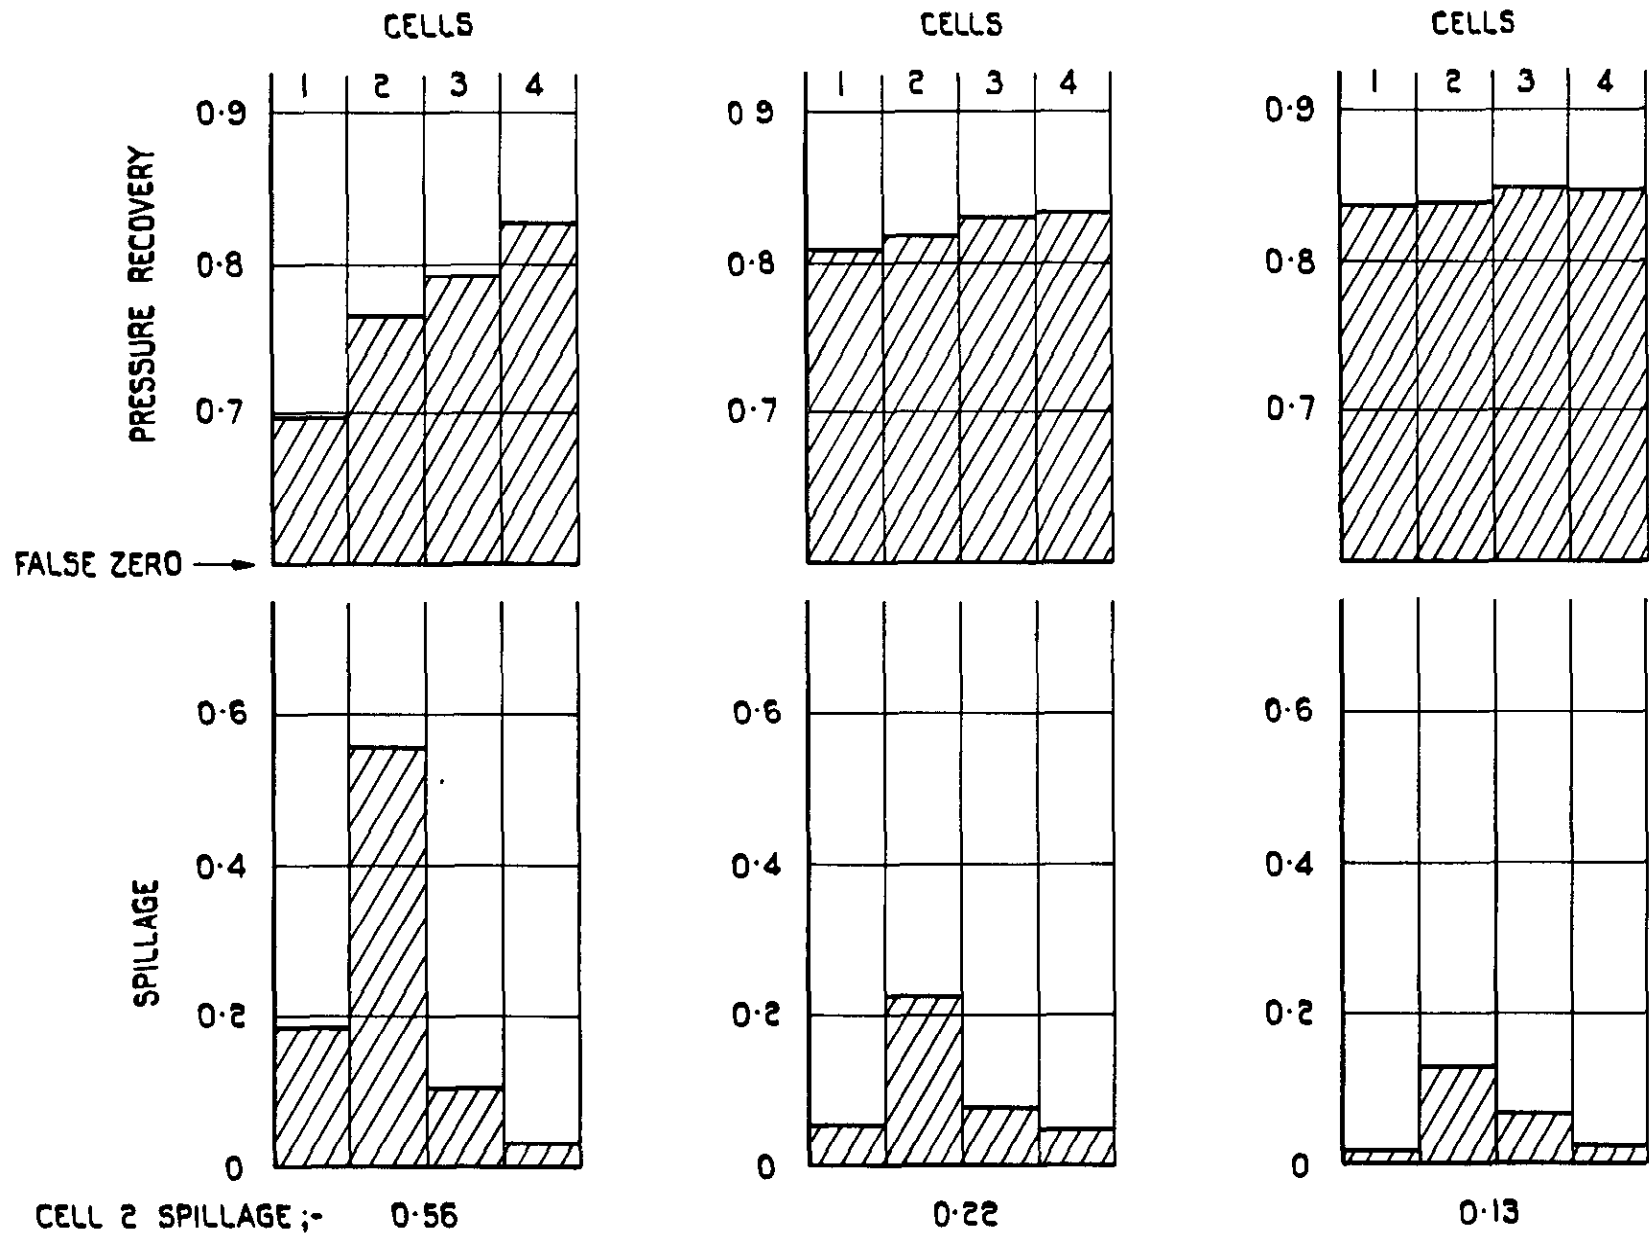 CELLS CELLS CELLS
1 2 3 4 1 2 3 4 1 2 3 4
0·9 0·9 0·9
0·8 0·8 0·8
0·7 0·7 0·7
PRESSURE RECOVERY
FALSE ZERO
0·6 0·6 0·6
0·4 0·4 0·4
0·2 0·2 0·2
0 0 0
SPILLAGE
CELL 2 SPILLAGE;- 0·56 0·22 0·13